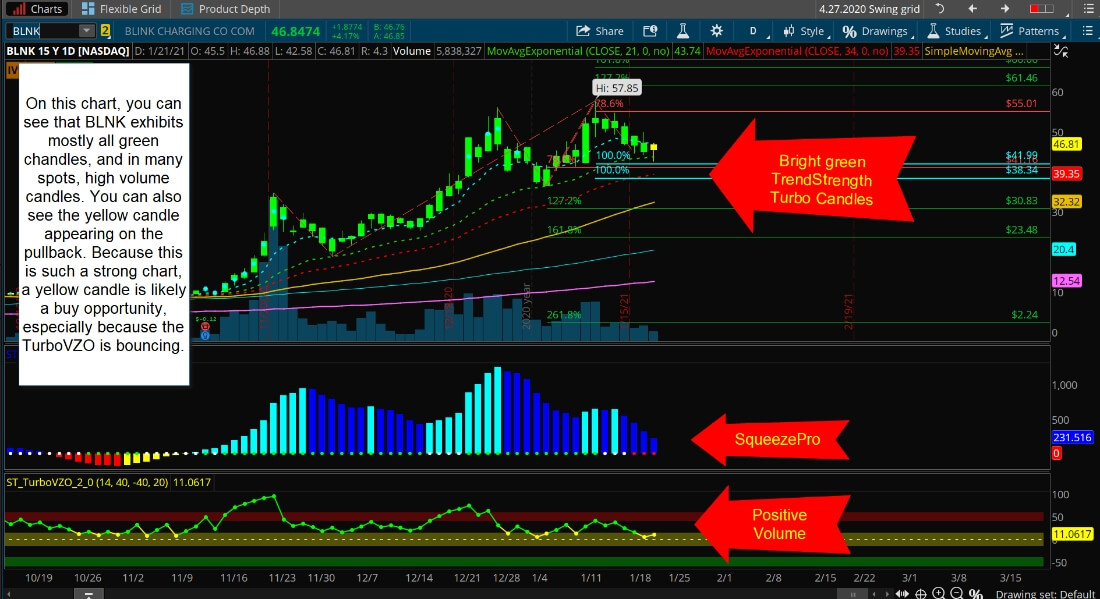 Charts Flexible Grid Product Depth 4.27.2020 Swing grid
BLNK 2 BLINK CHARGING CO COM 46.8474 +1.8774 +4.17% B: 46.76 A: 46.85 Share D Style Drawings Studies Patterns
BLNK 15 Y 1D [NASDAQ] D: 1/21/21 O: 45.5 H: 46.88 L: 42.58 C: 46.81 R: 4.3 Volume 5,838,327 MovAvgExponential (CLOSE, 21, 0, no) 43.74 MovAvgExponential (CLOSE, 34, 0, no) 39.35 SimpleMovingAvg ...
On this chart, you can
see that BLNK exhibits
mostly all green
chandles, and in many
spots, high volume
candles. You can also
see the yellow candle
appearing on the
pullback. Because this
is such a strong chart,
a yellow candle is likely
a buy opportunity,
especially because the
TurboVZO is bouncing.
161.8%
127.2%
$61.46
Hi: 57.85
78.6%
$55.01
100.0%
$41.99
100.0%
$38.34
127.2%
$30.83
161.8%
$23.48
261.8%
$2.24
2020 year
2/19/21
60
50
46.81
39.35
32.32
30
20.4
12.54
10
0
Bright green
TrendStrength
Turbo Candles
1,000
500
231.516
0
SqueezePro
ST_TurboVZO_2_0 (14, 40, -40, 20) 11.0617
100
50
11.0617
-50
Positive
Volume
10/19 10/26 11/2 11/9 11/16 11/23 11/30 12/7 12/14 12/21 12/28 1/4 1/11 1/18 1/25 2/1 2/8 2/15 2/22 3/1 3/8 3/15
Drawing set: Default